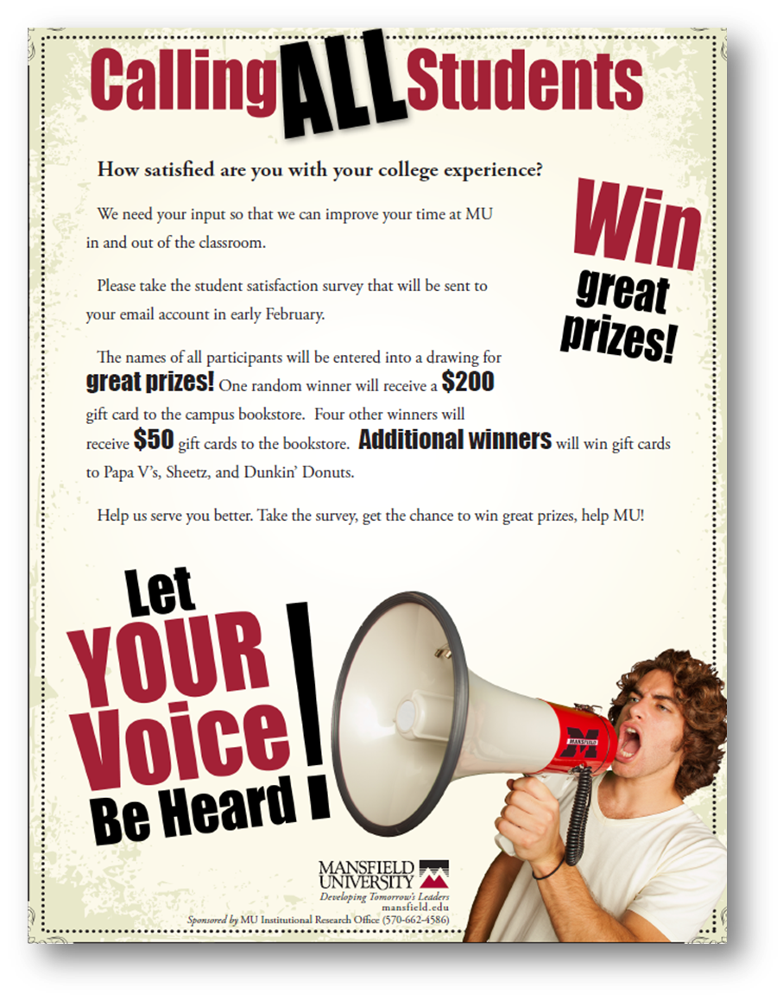 Calling ALL Students
How satisfied are you with your college experience?
We need your input so that we can improve your time at MU
in and out of the classroom.
Win
great
prizes!
Please take the student satisfaction survey that will be sent to
your email account in early February.
The names of all participants will be entered into a drawing for
great prizes! One random winner will receive a $200
gift card to the campus bookstore. Four other winners will
receive $50 gift cards to the bookstore. Additional winners will win gift cards
to Papa V's, Sheetz, and Dunkin' Donuts.
Help us serve you better. Take the survey, get the chance to win great prizes, help MU!
Let
YOUR
Voice
Be Heard!
M
MANSFIELD
MANSFIELD
UNIVERSITY
Developing Tomorrow's Leaders
mansfield.edu
Sponsored by MU Institutional Research Office (570-662-4586)